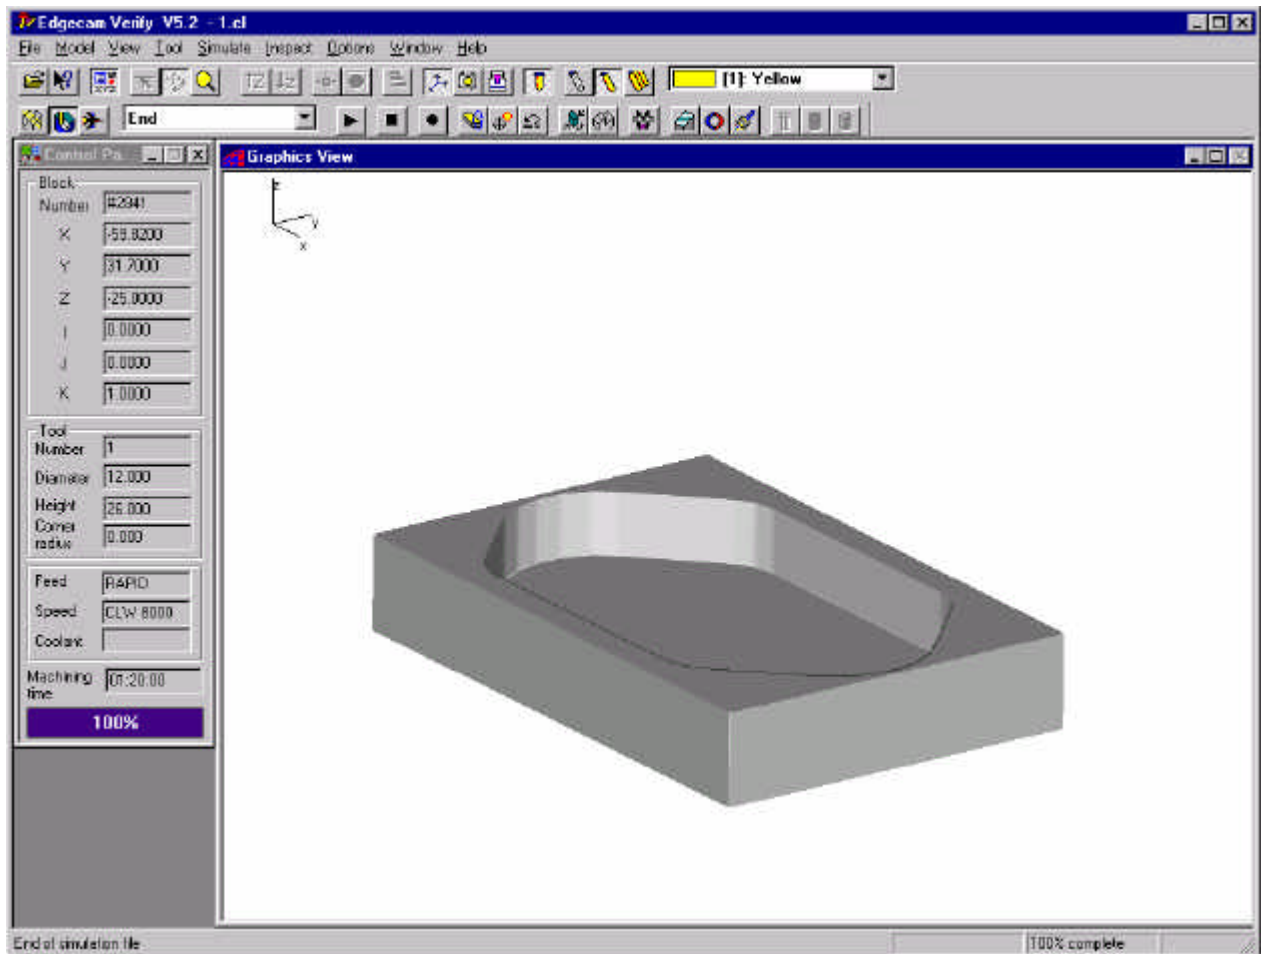 Edgecam Verify V5.2 - 1.cl
File Model View Tool Simulate Inspect Options Window Help
[1]: Yellow
End
Control Pa...
Graphics View
Block
Number #2941
X -59.8200
Y 31.7000
Z -25.0000
I 0.0000
J 0.0000
K 1.0000
Tool
Number 1
Diameter 12.000
Height 26.000
Corner
radius 0.000
Feed RAPID
Speed CLW 8000
Coolant
Machining
time 01:20:00
100%
z
y
x
End of simulation file
100% complete